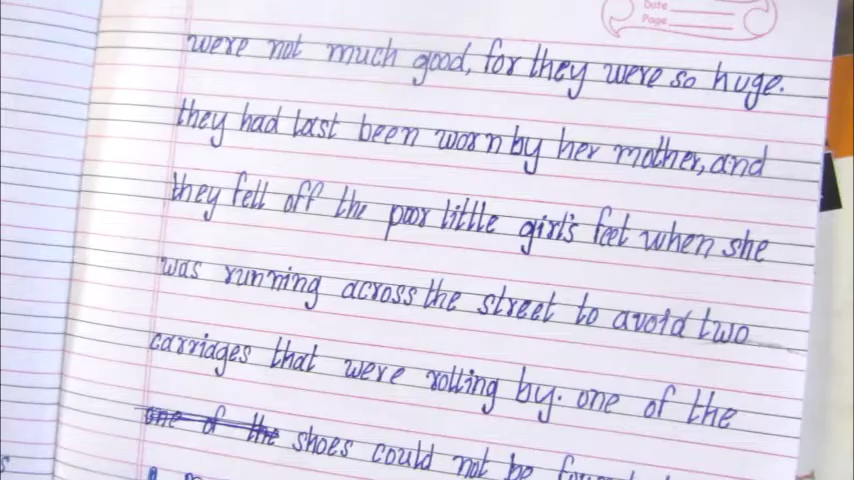 Date
Page
were not much good, for they were so huge.
they had last been worn by her mother, and
they fell off the poor little girl's feet when she
was running across the street to avoid two
carriages that were rolling by. one of the
one of the shoes could not be